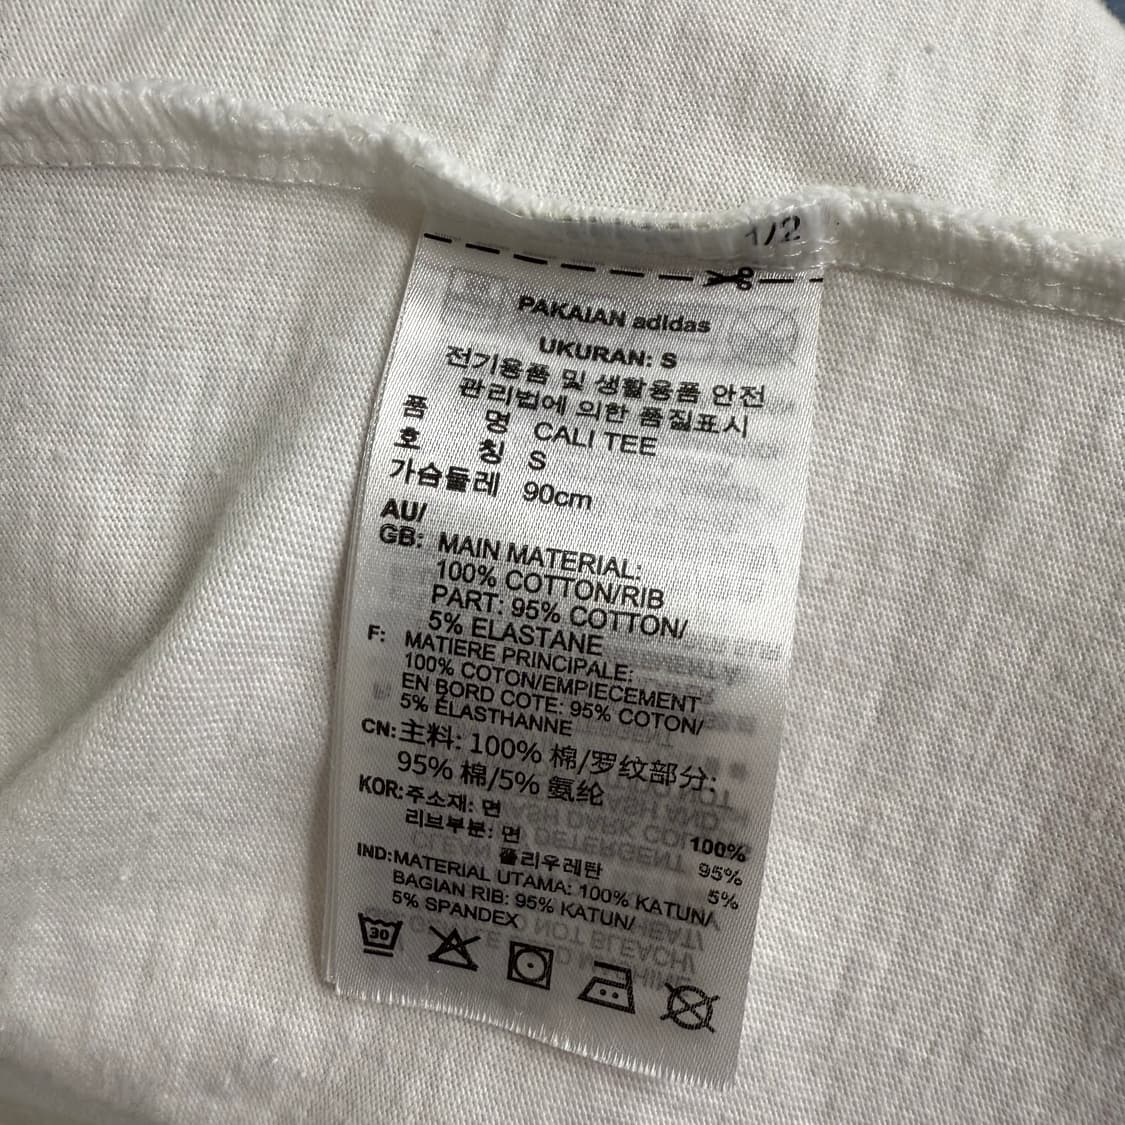 1/2
PAKAIAN adidas
UKURAN: S
전기용품 및 생활용품 안전
관리법에 의한 품질표시
품 명 CALI TEE
호 칭 S
가슴둘레 90cm
AU/
GB: MAIN MATERIAL:
100% COTTON/RIB
PART: 95% COTTON/
5% ELASTANE
F: MATIERE PRINCIPALE:
100% COTON/EMPIECEMENT
EN BORD COTE: 95% COTON/
5% ÉLASTHANNE
CN: 主料: 100% 棉/罗纹部分:
95% 棉/5% 氨纶
KOR: 주소재: 면 100%
리브부분: 면 95%
폴리우레탄 5%
IND: MATERIAL UTAMA: 100% KATUN/
BAGIAN RIB: 95% KATUN/
5% SPANDEX
30